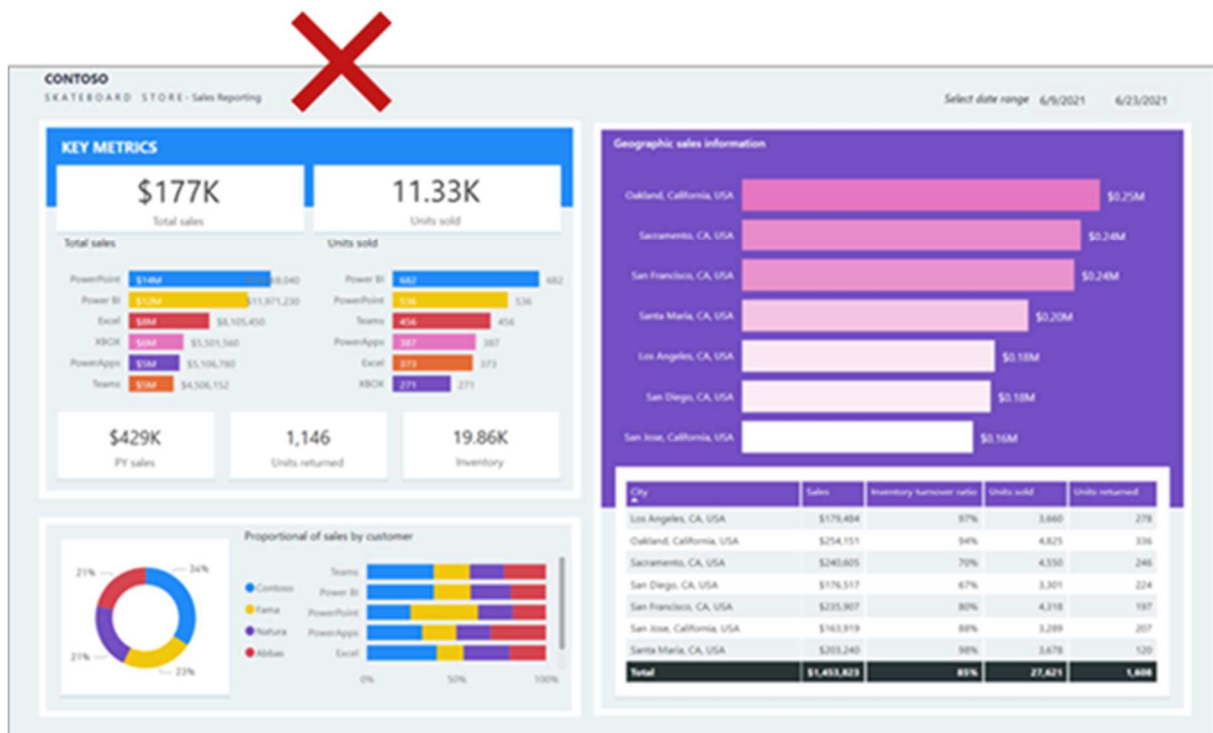 CONTOSO
SKATEBOARD STORE - Sales Reporting
Select date range 6/9/2021 6/23/2021
KEY METRICS
$177K
Total sales
11.33K
Units sold
Total sales
PowerPoint $14M
Power BI $12M $11,871,230
Excel $8M $8,105,450
XBOX $6M $5,501,560
PowerApps $5M $5,106,780
Teams $5M $4,506,152
Units sold
Power BI 682 682
PowerPoint 536 536
Teams 456 456
PowerApps 387 387
Excel 373 373
XBOX 271 271
$429K
PY sales
1,146
Units returned
19.86K
Inventory
21%
34%
21%
23%
Proportional of sales by customer
Contoso
Fama
Natura
Abbas
Teams
Power BI
PowerPoint
PowerApps
Excel
0% 50% 100%
Geographic sales information
Oakland, California, USA $0.25M
Sacramento, CA, USA $0.24M
San Francisco, CA, USA $0.24M
Santa Maria, CA, USA $0.20M
Los Angeles, CA, USA $0.18M
San Diego, CA, USA $0.18M
San Jose, California, USA $0.16M
City Sales Inventory turnover ratio Units sold Units returned
Los Angeles, CA, USA $179,484 97% 3,660 278
Oakland, California, USA $254,151 94% 4,825 336
Sacramento, CA, USA $240,605 70% 4,550 246
San Diego, CA, USA $176,517 67% 3,301 224
San Francisco, CA, USA $235,907 80% 4,318 197
San Jose, California, USA $163,919 88% 3,289 207
Santa Maria, CA, USA $203,240 98% 3,678 120
Total $1,453,823 85% 27,621 1,608